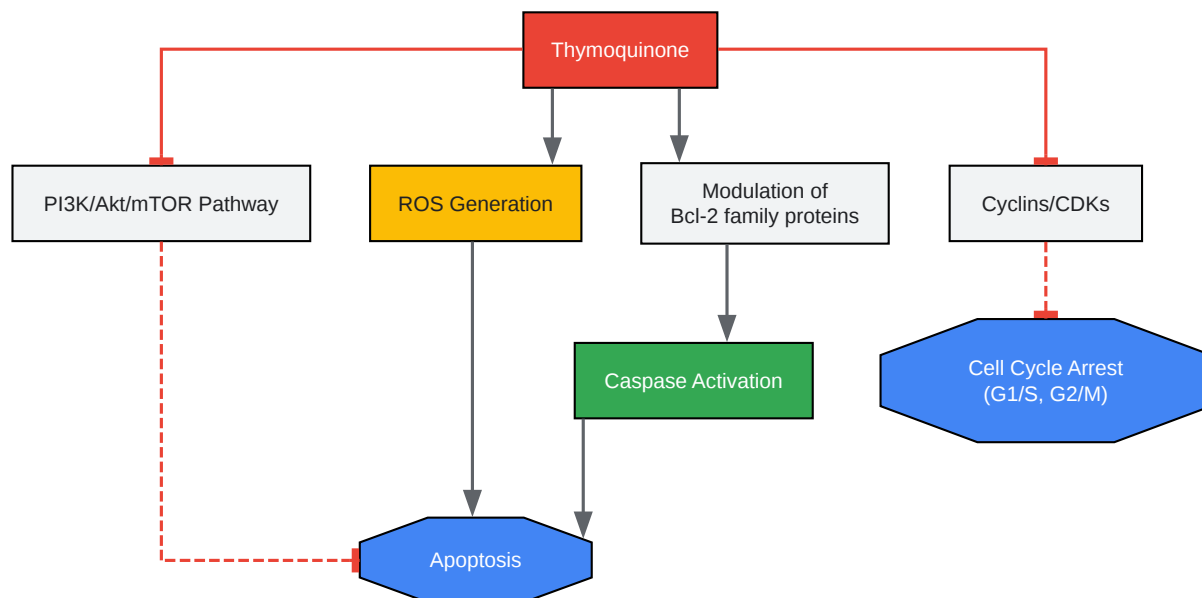 Thymoquinone
PI3K/Akt/mTOR Pathway
ROS Generation
Modulation of
Bcl-2 family proteins
Cyclins/CDKs
Caspase Activation
Cell Cycle Arrest
(G1/S, G2/M)
Apoptosis